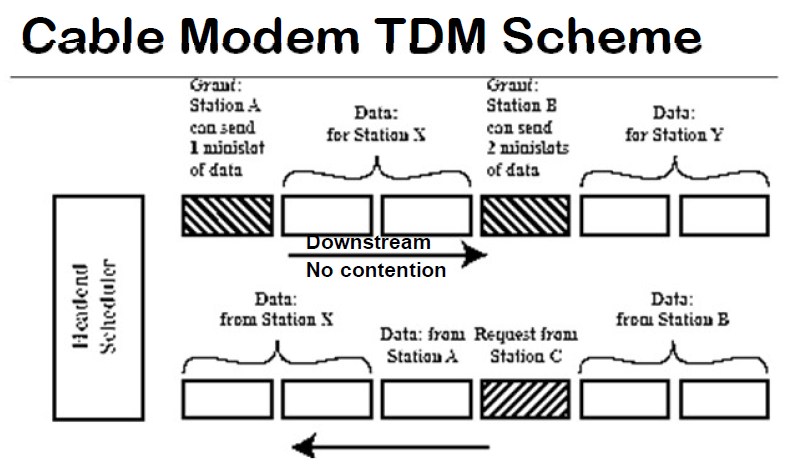 Cable Modem TDM Scheme
Grant:
Station A
can send
1 minislot
of data
Data:
for Station X
Grant:
Station B
can send
2 minislots
of data
Data:
for Station Y
Headend
Scheduler
Downstream
No contention
Data:
from Station X
Data: from
Station A
Request from
Station C
Data:
from Station B